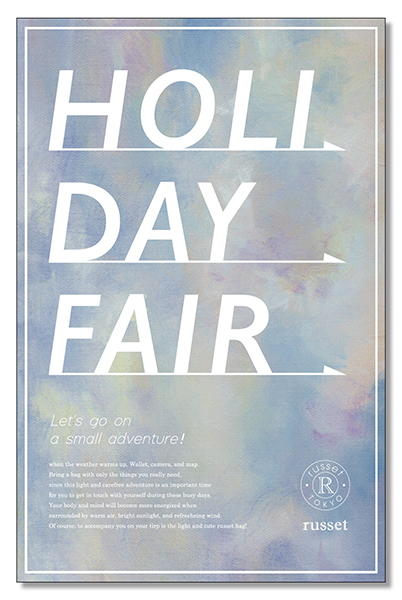 HOLI
DAY
FAIR
Let's go on
a small adventure!
when the weather warms up, Wallet, camera, and map.
Bring a bag with only the things you really need,
since this light and carefree adventure is an important time
for you to get in touch with yourself during these busy days.
Your body and mind will become more energized when
surrounded by warm air, bright sunlight, and refreshing wind.
Of course, to accompany you on your tirp is the light and cute russet bag!
russet
R
TOKYO
russet